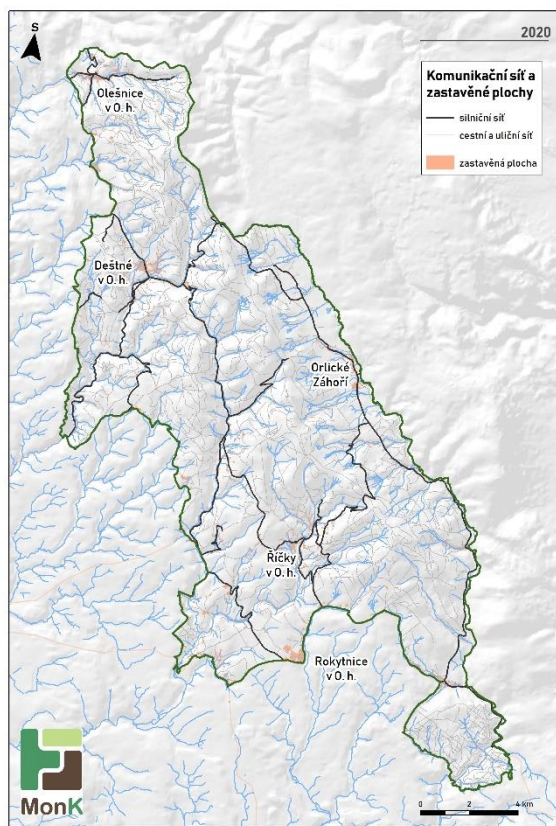 S
2020
Komunikační síť a
zastavěné plochy
silniční síť
cestní a uliční síť
zastavěná plocha
Olešnice
v O. h.
Deštné
v O. h.
Orlické
Záhoří
Říčky
v O. h.
Rokytnice
v O. h.
MonK
0 2 4 km